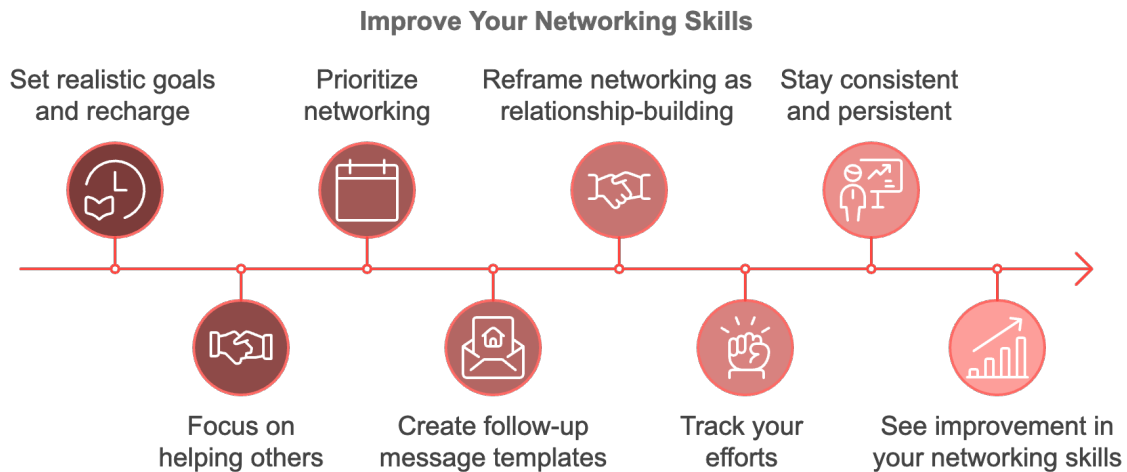 Improve Your Networking Skills
Set realistic goals
and recharge
Focus on
helping others
Prioritize
networking
Create follow-up
message templates
Reframe networking as
relationship-building
Track your
efforts
Stay consistent
and persistent
See improvement in
your networking skills